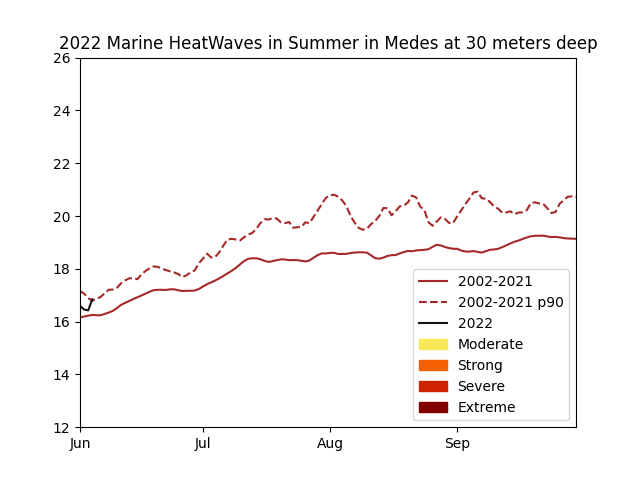 2022 Marine HeatWaves in Summer in Medes at 30 meters deep
26
24
22
20
18
16
14
12
Jun
Jul
Aug
Sep
2002-2021
2002-2021 p90
2022
Moderate
Strong
Severe
Extreme